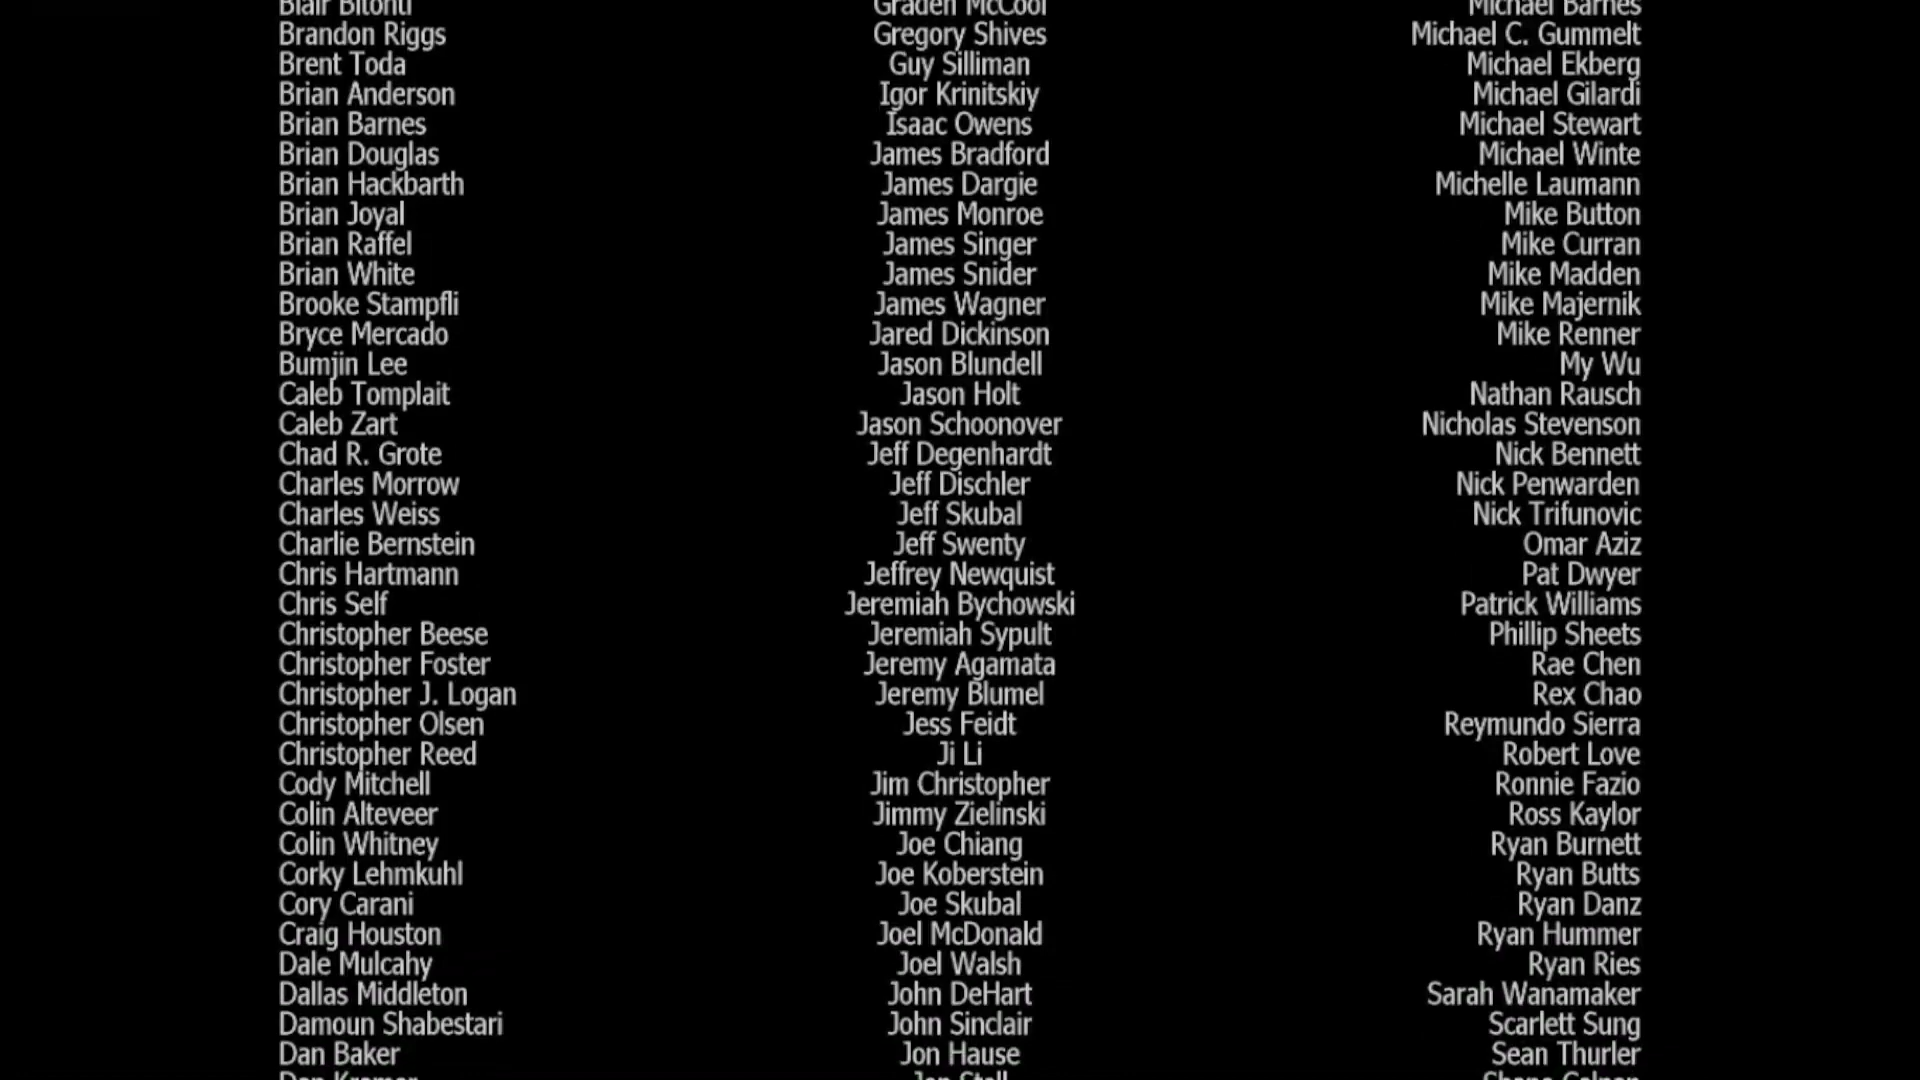 Blair Bitonti
Brandon Riggs
Brent Toda
Brian Anderson
Brian Barnes
Brian Douglas
Brian Hackbarth
Brian Joyal
Brian Raffel
Brian White
Brooke Stampfli
Bryce Mercado
Bumjin Lee
Caleb Tomplait
Caleb Zart
Chad R. Grote
Charles Morrow
Charles Weiss
Charlie Bernstein
Chris Hartmann
Chris Self
Christopher Beese
Christopher Foster
Christopher J. Logan
Christopher Olsen
Christopher Reed
Cody Mitchell
Colin Alteveer
Colin Whitney
Corky Lehmkuhl
Cory Carani
Craig Houston
Dale Mulcahy
Dallas Middleton
Damoun Shabestari
Dan Baker
Dan Kramer
Graden McCool
Gregory Shives
Guy Silliman
Igor Krinitskiy
Isaac Owens
James Bradford
James Dargie
James Monroe
James Singer
James Snider
James Wagner
Jared Dickinson
Jason Blundell
Jason Holt
Jason Schoonover
Jeff Degenhardt
Jeff Dischler
Jeff Skubal
Jeff Swenty
Jeffrey Newquist
Jeremiah Bychowski
Jeremiah Sypult
Jeremy Agamata
Jeremy Blumel
Jess Feidt
Ji Li
Jim Christopher
Jimmy Zielinski
Joe Chiang
Joe Koberstein
Joe Skubal
Joel McDonald
Joel Walsh
John DeHart
John Sinclair
Jon Hause
Michael Barnes
Michael C. Gummelt
Michael Ekberg
Michael Gilardi
Michael Stewart
Michael Winte
Michelle Laumann
Mike Button
Mike Curran
Mike Madden
Mike Majernik
Mike Renner
My Wu
Nathan Rausch
Nicholas Stevenson
Nick Bennett
Nick Penwarden
Nick Trifunovic
Omar Aziz
Pat Dwyer
Patrick Williams
Phillip Sheets
Rae Chen
Rex Chao
Reymundo Sierra
Robert Love
Ronnie Fazio
Ross Kaylor
Ryan Burnett
Ryan Butts
Ryan Danz
Ryan Hummer
Ryan Ries
Sarah Wanamaker
Scarlett Sung
Sean Thurler